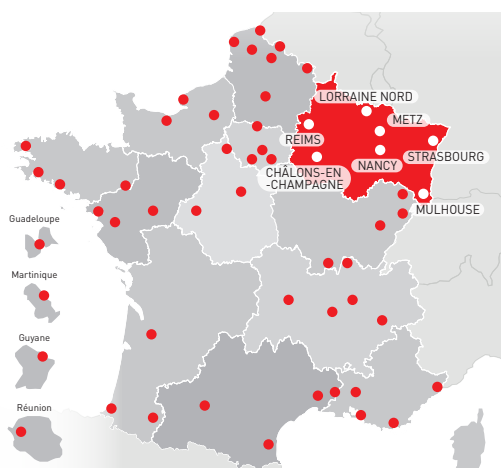 LORRAINE NORD
METZ
REIMS
STRASBOURG
NANCY
CHÂLONS-EN
-CHAMPAGNE
MULHOUSE
Guadeloupe
Martinique
Guyane
Réunion